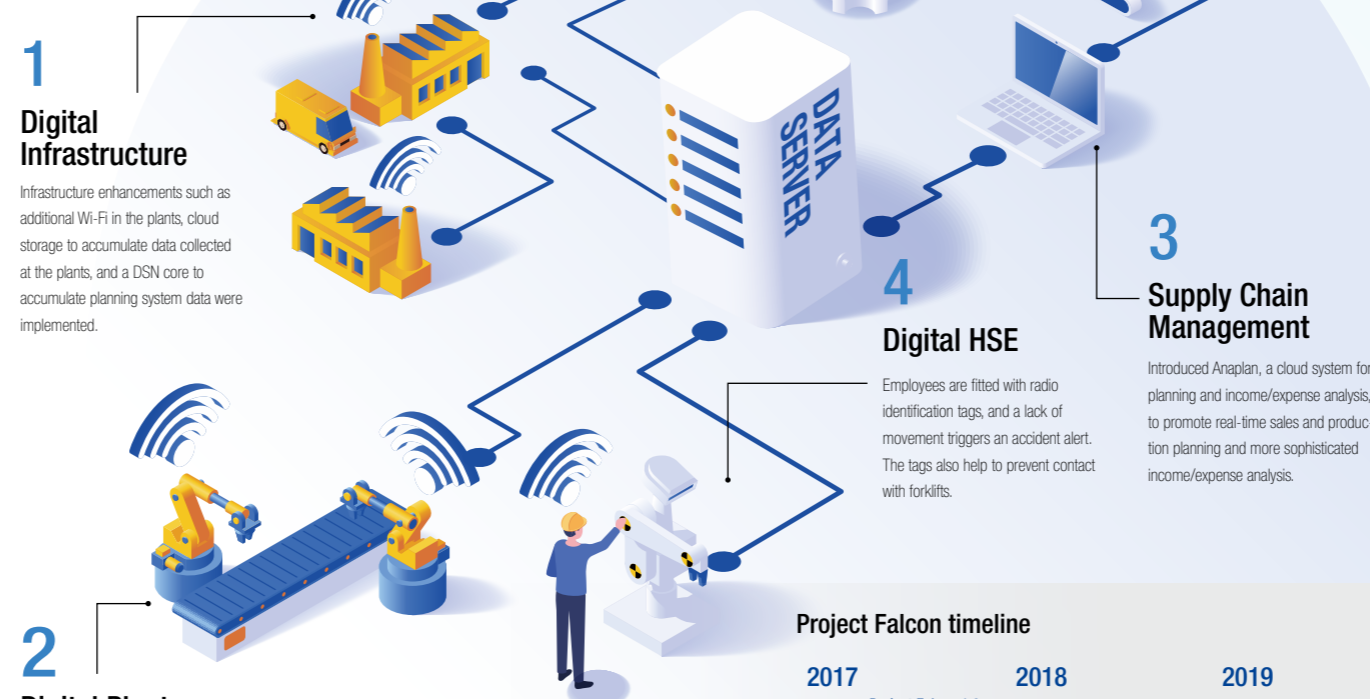 1
Digital
Infrastructure
Infrastructure enhancements such as
additional Wi-Fi in the plants, cloud
storage to accumulate data collected
at the plants, and a DSN core to
accumulate planning system data were
implemented.
DATA
SERVER
3
Supply Chain
Management
Introduced Anaplan, a cloud system for
planning and income/expense analysis,
to promote real-time sales and produc-
tion planning and more sophisticated
income/expense analysis.
4
Digital HSE
Employees are fitted with radio
identification tags, and a lack of
movement triggers an accident alert.
The tags also help to prevent contact
with forklifts.
2
Digital Plant
Project Falcon timeline
2017
2018
2019